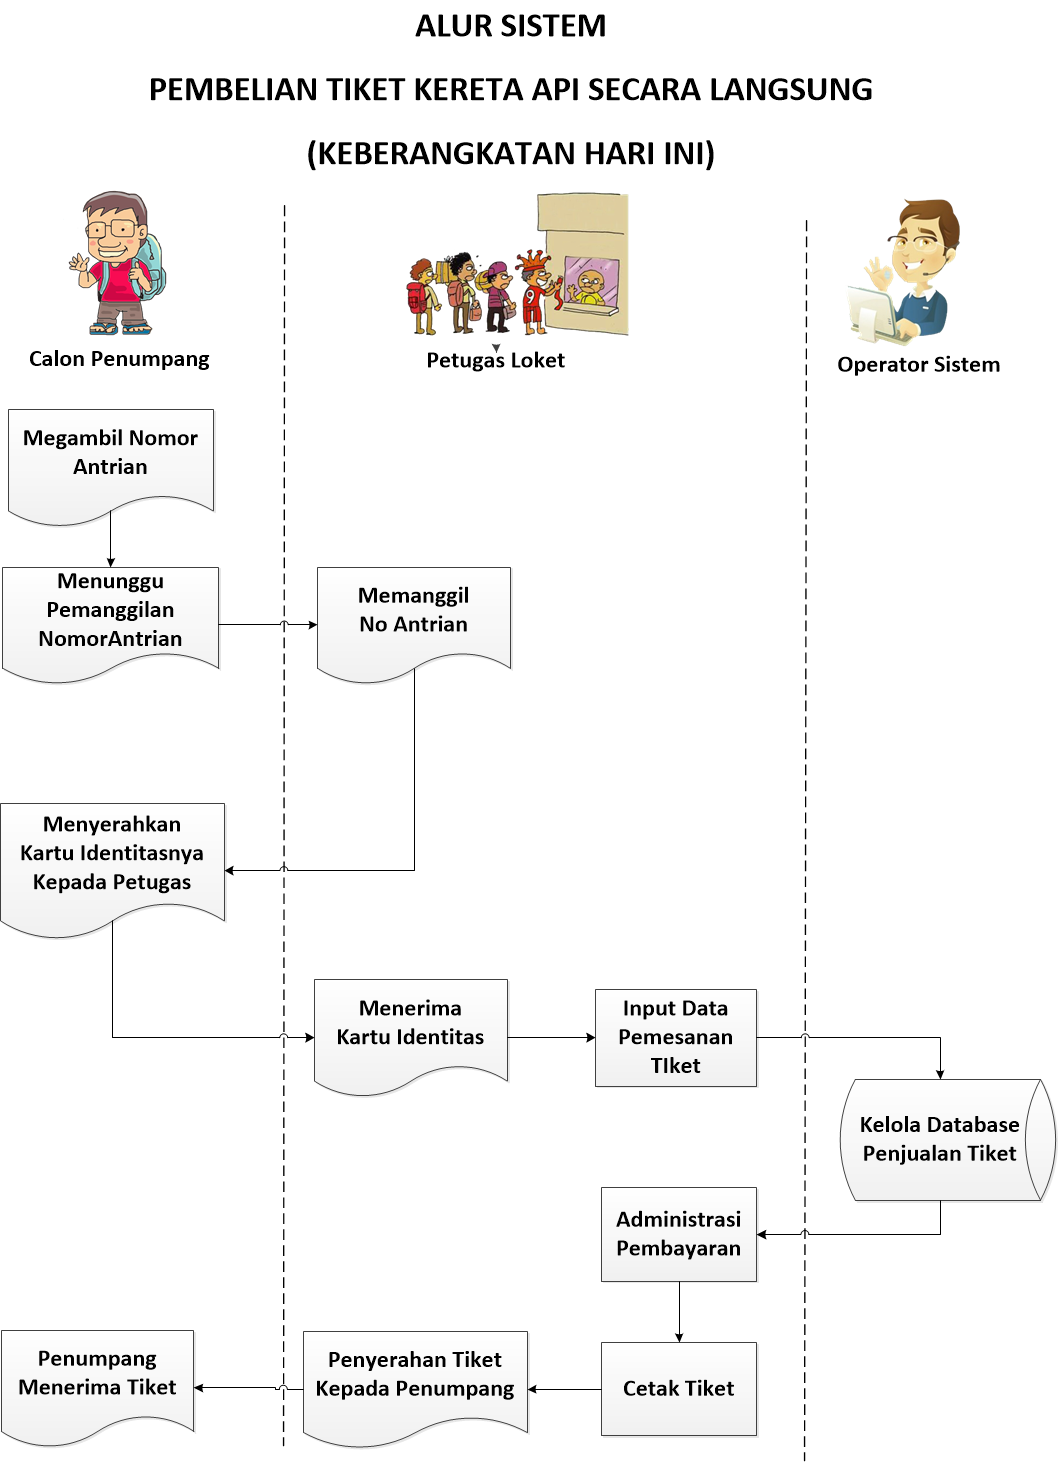 ALUR SISTEM
PEMBELIAN TIKET KERETA API SECARA LANGSUNG
(KEBERANGKATAN HARI INI)
9
Calon Penumpang
Petugas Loket
Operator Sistem
Megambil Nomor
Antrian
Menunggu
Pemanggilan
NomorAntrian
Memanggil
No Antrian
Menyerahkan
Kartu Identitasnya
Kepada Petugas
Menerima
Kartu Identitas
Input Data
Pemesanan
TIket
Kelola Database
Penjualan Tiket
Administrasi
Pembayaran
Cetak Tiket
Penyerahan Tiket
Kepada Penumpang
Penumpang
Menerima Tiket